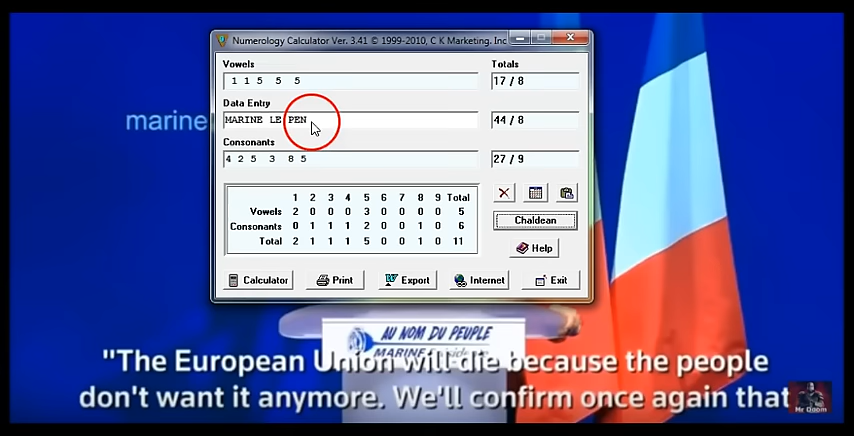 Numerology Calculator Ver. 3.41 © 1999-2010, C K Marketing. Inc
Vowels
Totals
1 1 5 5 5
17 / 8
Data Entry
marine
MARINE LE PEN
44 / 8
Consonants
4 2 5 3 8 5
27 / 9
1 2 3 4 5 6 7 8 9 Total
Vowels 2 0 0 0 3 0 0 0 0 5
Consonants 0 1 1 1 2 0 0 1 0 6
Total 2 1 1 1 5 0 0 1 0 11
Chaldean
Help
Calculator
Print
Export
Internet
Exit
AU NOM DU PEUPLE
MARINE
"The European Union will die because the people
don't want it anymore. We'll confirm once again that
Mr Doom